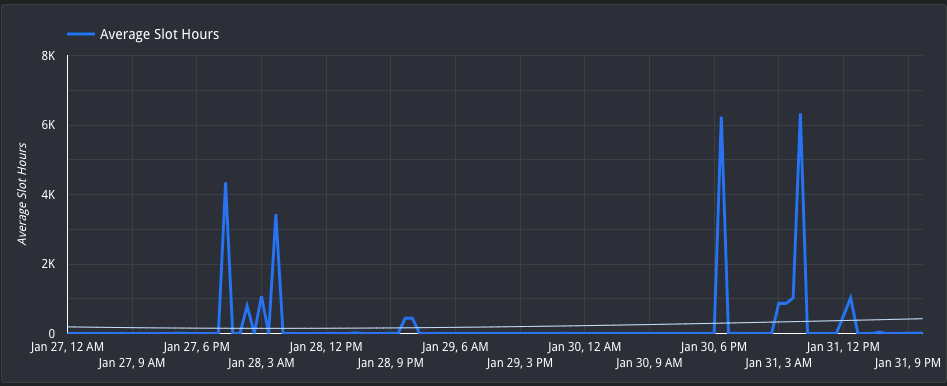 Average Slot Hours
8K
6K
4K
2K
0
Average Slot Hours
Jan 27, 12 AM
Jan 27, 6 PM
Jan 28, 12 PM
Jan 29, 6 AM
Jan 30, 12 AM
Jan 30, 6 PM
Jan 31, 12 PM
Jan 27, 9 AM
Jan 28, 3 AM
Jan 28, 9 PM
Jan 29, 3 PM
Jan 30, 9 AM
Jan 31, 3 AM
Jan 31, 9 PM